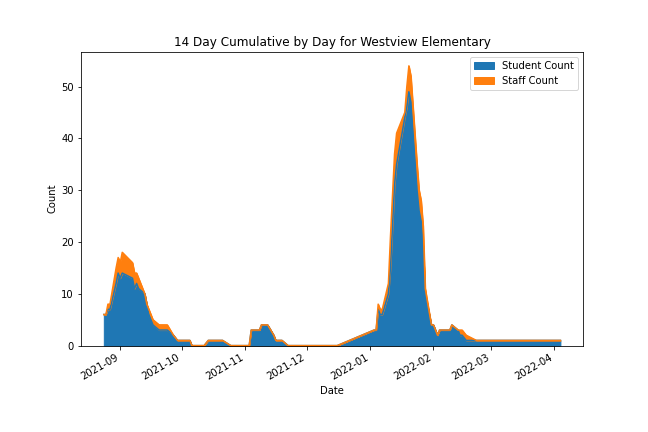 14 Day Cumulative by Day for Westview Elementary
Student Count
Staff Count
Count
50
40
30
20
10
0
2021-09
2021-10
2021-11
2021-12
2022-01
2022-02
2022-03
2022-04
Date